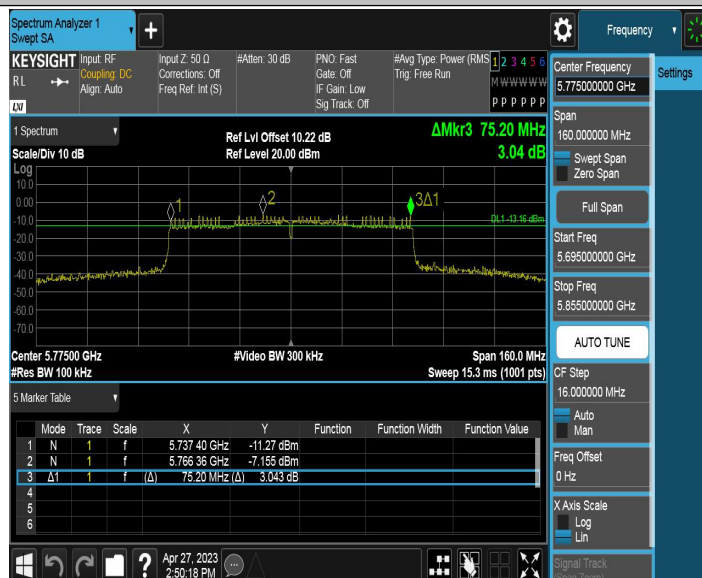 Spectrum Analyzer 1
Swept SA
Frequency
KEYSIGHT
RL
LXI
Input: RF
Coupling: DC
Align: Auto
Input Z: 50 Ω
Corrections: Off
Freq Ref: Int (S)
#Atten: 30 dB
PNO: Fast
Gate: Off
IF Gain: Low
Sig Track: Off
#Avg Type: Power (RMS
Trig: Free Run
1 2 3 4 5 6
M W W W W W
P P P P P P
1 Spectrum
Scale/Div 10 dB
Ref Lvl Offset 10.22 dB
Ref Level 20.00 dBm
ΔMkr3 75.20 MHz
3.04 dB
Log
10.0
0.00
-10.0
-20.0
-30.0
-40.0
-50.0
-60.0
-70.0
1
2
3Δ1
DL1 -13.16 dBm
Center 5.77500 GHz
#Res BW 100 kHz
#Video BW 300 kHz
Span 160.0 MHz
Sweep 15.3 ms (1001 pts)
5 Marker Table
Mode Trace Scale X Y Function Function Width Function Value
1 N 1 f 5.737 40 GHz -11.27 dBm
2 N 1 f 5.766 36 GHz -7.155 dBm
3 Δ1 1 f (Δ) 75.20 MHz (Δ) 3.043 dB
4
5
6
Apr 27, 2023
2:50:18 PM
Center Frequency
5.775000000 GHz
Settings
Span
160.000000 MHz
Swept Span
Zero Span
Full Span
Start Freq
5.695000000 GHz
Stop Freq
5.855000000 GHz
AUTO TUNE
CF Step
16.000000 MHz
Auto
Man
Freq Offset
0 Hz
X Axis Scale
Log
Lin
Signal Track
(Span Zoom)